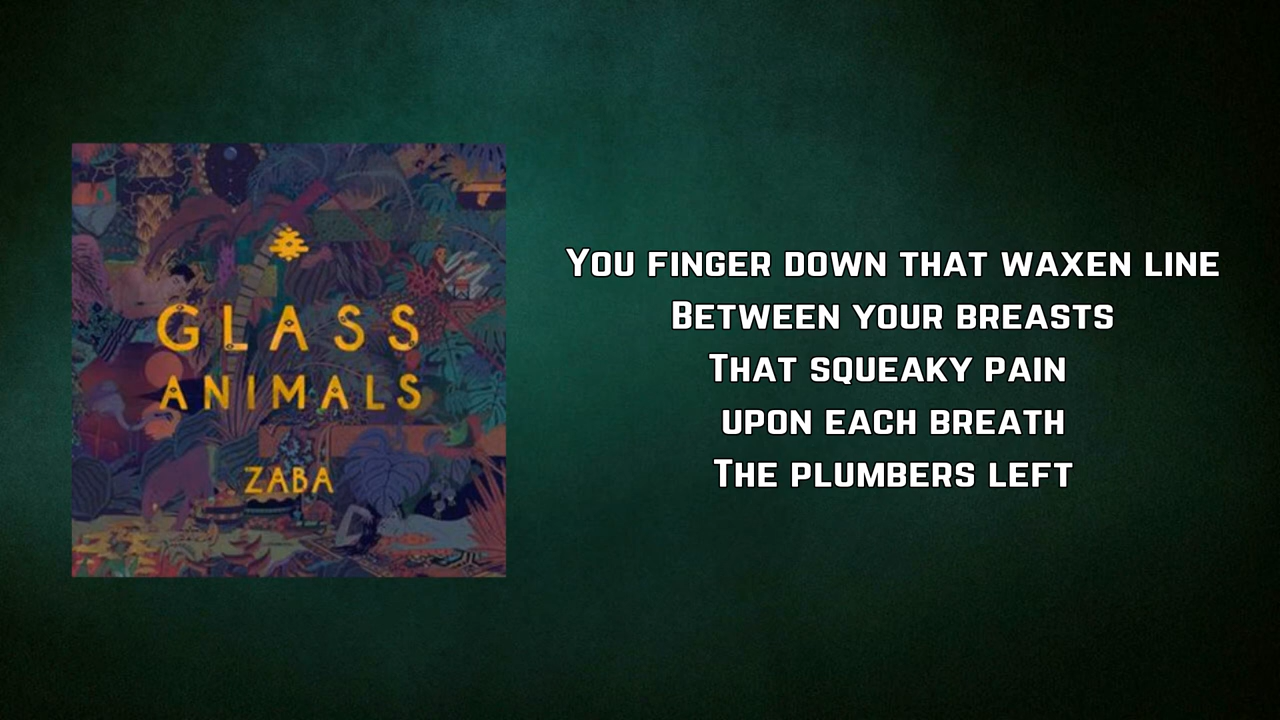 GLASS
ANIMALS
ZABA
You finger down that waxen line
Between your breasts
That squeaky pain
upon each breath
The plumbers left